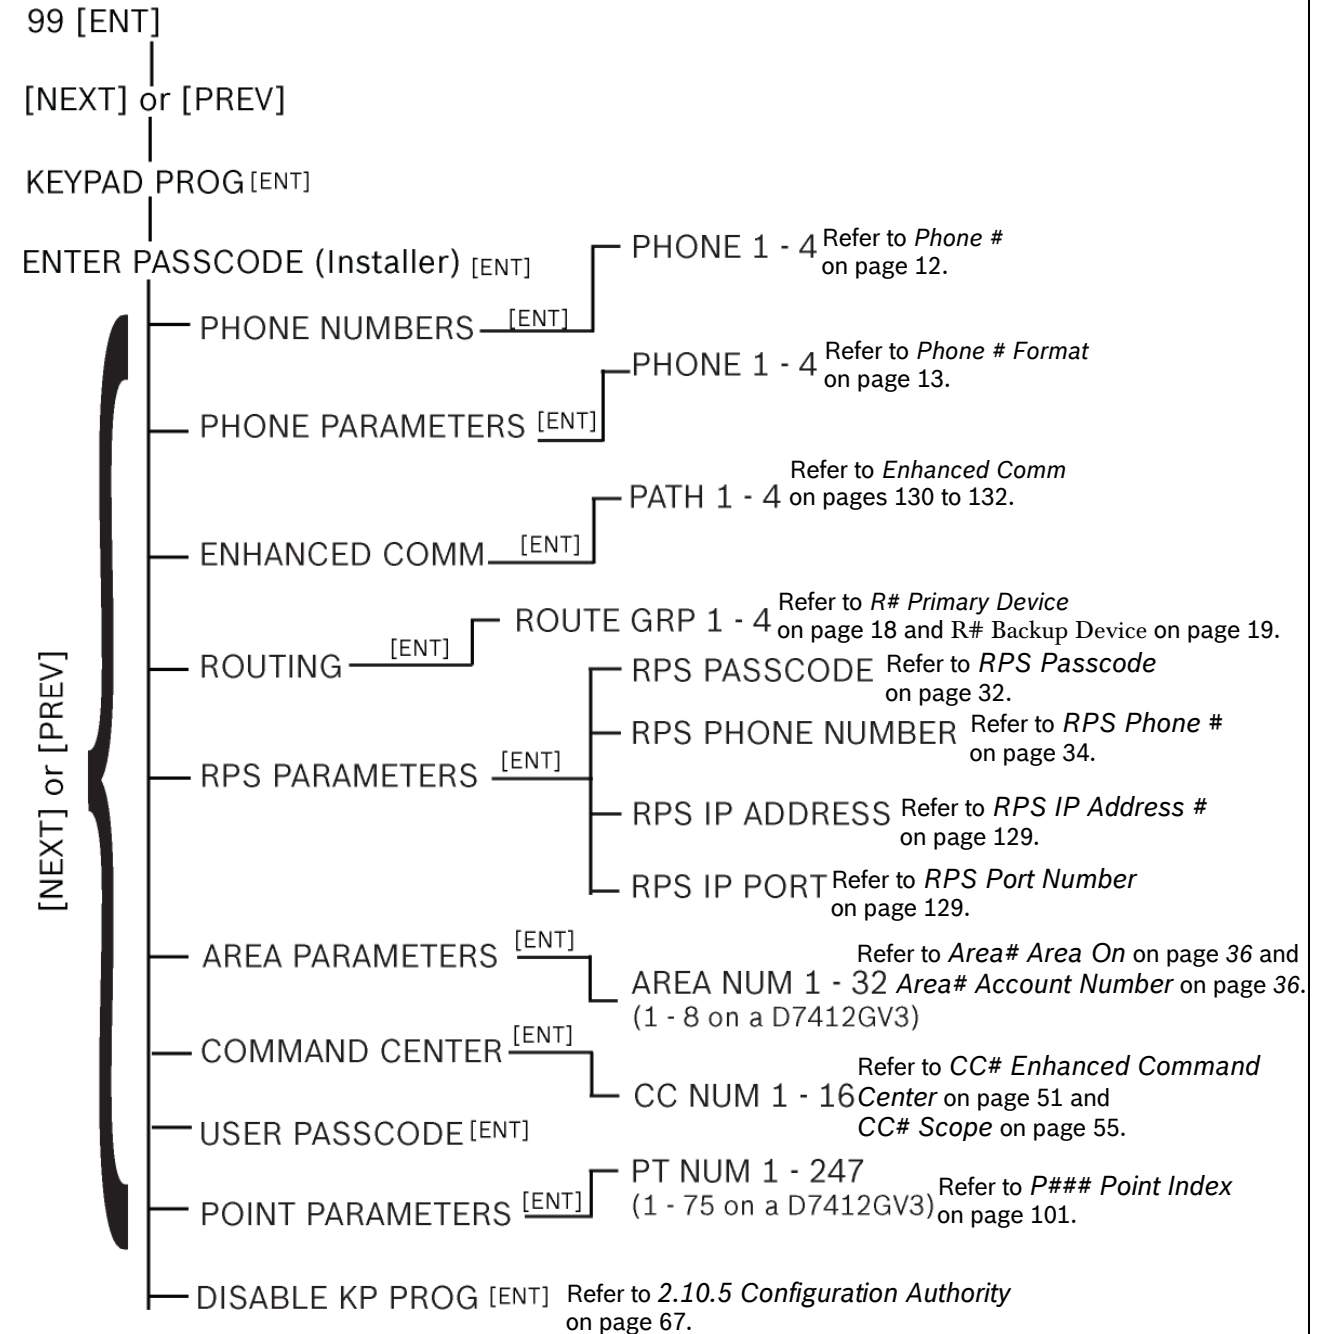 99 [ENT]
[NEXT] or [PREV]
KEYPAD PROG [ENT]
ENTER PASSCODE (Installer) [ENT]
PHONE 1 - 4 Refer to Phone #
on page 12.
PHONE NUMBERS [ENT]
PHONE 1 - 4 Refer to Phone # Format
on page 13.
PHONE PARAMETERS [ENT]
Refer to Enhanced Comm
PATH 1 - 4 on pages 130 to 132.
ENHANCED COMM [ENT]
Refer to R# Primary Device
ROUTE GRP 1 - 4 on page 18 and R# Backup Device on page 19.
ROUTING [ENT]
RPS PASSCODE Refer to RPS Passcode
on page 32.
RPS PHONE NUMBER Refer to RPS Phone #
on page 34.
RPS PARAMETERS [ENT]
RPS IP ADDRESS Refer to RPS IP Address #
on page 129.
RPS IP PORT Refer to RPS Port Number
on page 129.
[NEXT] or [PREV]
AREA PARAMETERS [ENT]
Refer to Area# Area On on page 36 and
AREA NUM 1 - 32 Area# Account Number on page 36.
(1 - 8 on a D7412GV3)
COMMAND CENTER [ENT]
Refer to CC# Enhanced Command
CC NUM 1 - 16 Center on page 51 and
CC# Scope on page 55.
USER PASSCODE [ENT]
PT NUM 1 - 247
(1 - 75 on a D7412GV3) Refer to P### Point Index
on page 101.
POINT PARAMETERS [ENT]
DISABLE KP PROG [ENT] Refer to 2.10.5 Configuration Authority
on page 67.